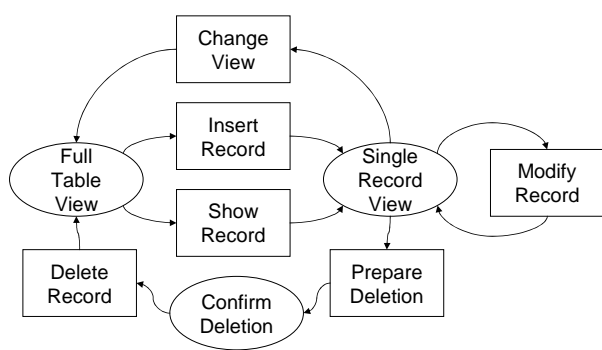 Change
View
Insert
Record
Full
Table
View
Single
Record
View
Modify
Record
Show
Record
Delete
Record
Confirm
Deletion
Prepare
Deletion